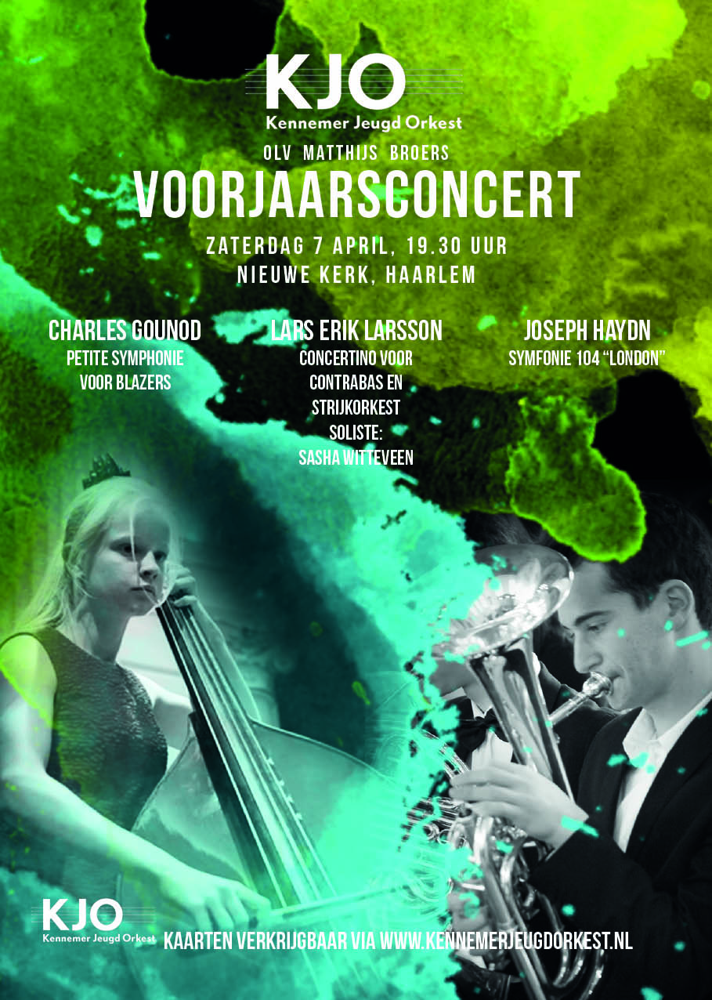 KJO
Kennemer Jeugd Orkest
OLV MATTHIJS BROERS
VOORJAARSCONCERT
ZATERDAG 7 APRIL, 19.30 UUR
NIEUWE KERK, HAARLEM
CHARLES GOUNOD
PETITE SYMPHONIE
VOOR BLAZERS
LARS ERIK LARSSON
CONCERTINO VOOR
CONTRABAS EN
STRIJKORKEST
SOLISTE:
SASHA WITTEVEEN
JOSEPH HAYDN
SYMFONIE 104 “LONDON”
KJO
Kennemer Jeugd Orkest
KAARTEN VERKRIJGBAAR VIA WWW.KENNEMERJEUGDORKEST.NL